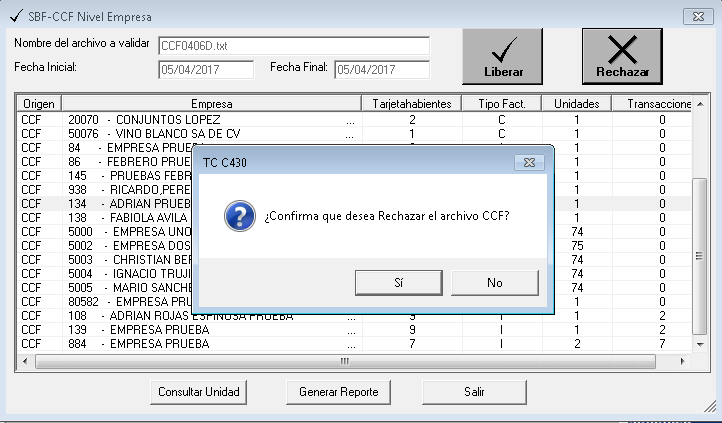 SBF-CCF Nivel Empresa
Nombre del archivo a validar CCF0406D.txt
Fecha Inicial: 05/04/2017 Fecha Final: 05/04/2017
Liberar Rechazar
Origen Empresa Tarjetahabientes Tipo Fact. Unidades Transaccione
CCF 20070 - CONJUNTOS LOPEZ ... 2 C 1 0
CCF 50076 - VINO BLANCO SA DE CV ... 1 C 1 0
CCF 84 - EMPRESA PRUE 1 0
CCF 86 - FEBRERO PRUE 1 0
CCF 145 - PRUEBAS FEBR 1 0
CCF 938 - RICARDO,PERE 1 0
CCF 134 - ADRIAN PRUEB 1 0
CCF 138 - FABIOLA AVILA 1 0
CCF 5000 - EMPRESA UNO 74 0
CCF 5002 - EMPRESA DOS 75 0
CCF 5003 - CHRISTIAN BER 74 0
CCF 5004 - IGNACIO TRUJI 74 0
CCF 5005 - MARIO SANCHE 74 0
CCF 80582 - EMPRESA PRU 1 0
CCF 108 - ADRIAN ROJAS ESPINOSA PRUEBA ... 1 2
CCF 139 - EMPRESA PRUEBA ... 9 I 1 2
CCF 884 - EMPRESA PRUEBA ... 7 I 2 7
TC C430
¿Confirma que desea Rechazar el archivo CCF?
Sí No
Consultar Unidad Generar Reporte Salir